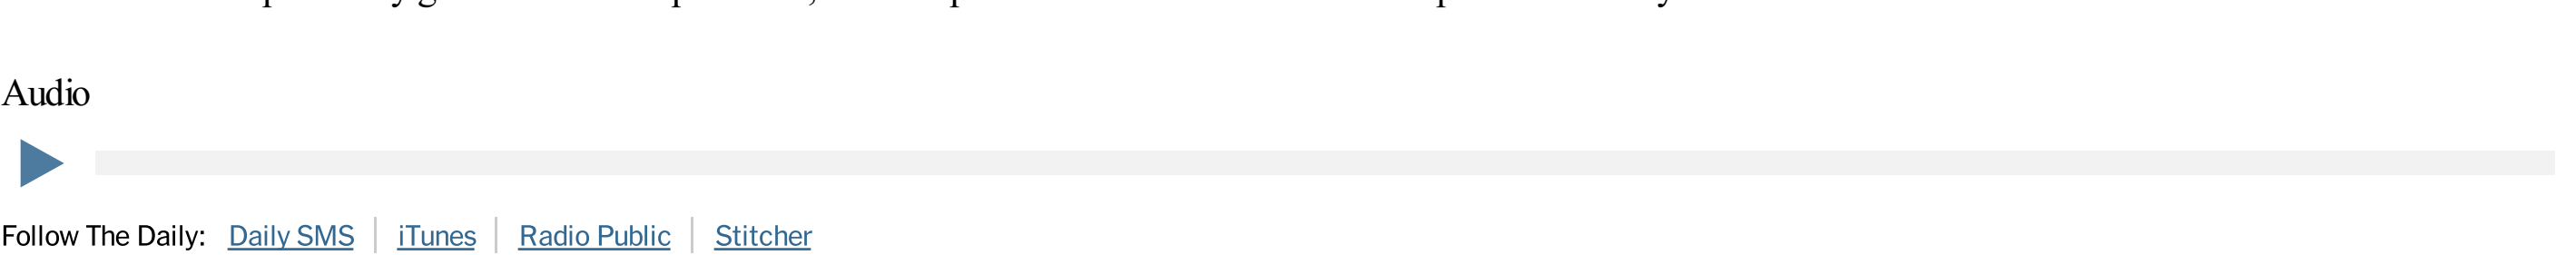 Audio
Follow The Daily: Daily SMS | iTunes | Radio Public | Stitcher